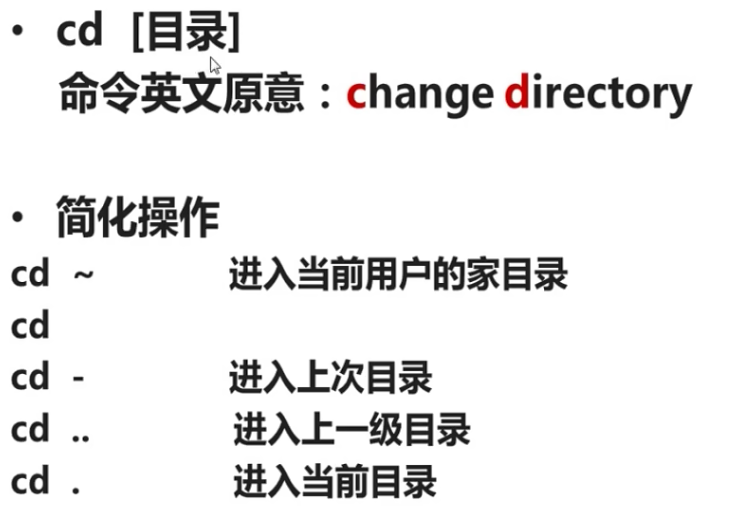 • cd [目录]
命令英文原意：change directory
• 简化操作
cd ~ 进入当前用户的家目录
cd
cd - 进入上次目录
cd .. 进入上一级目录
cd . 进入当前目录